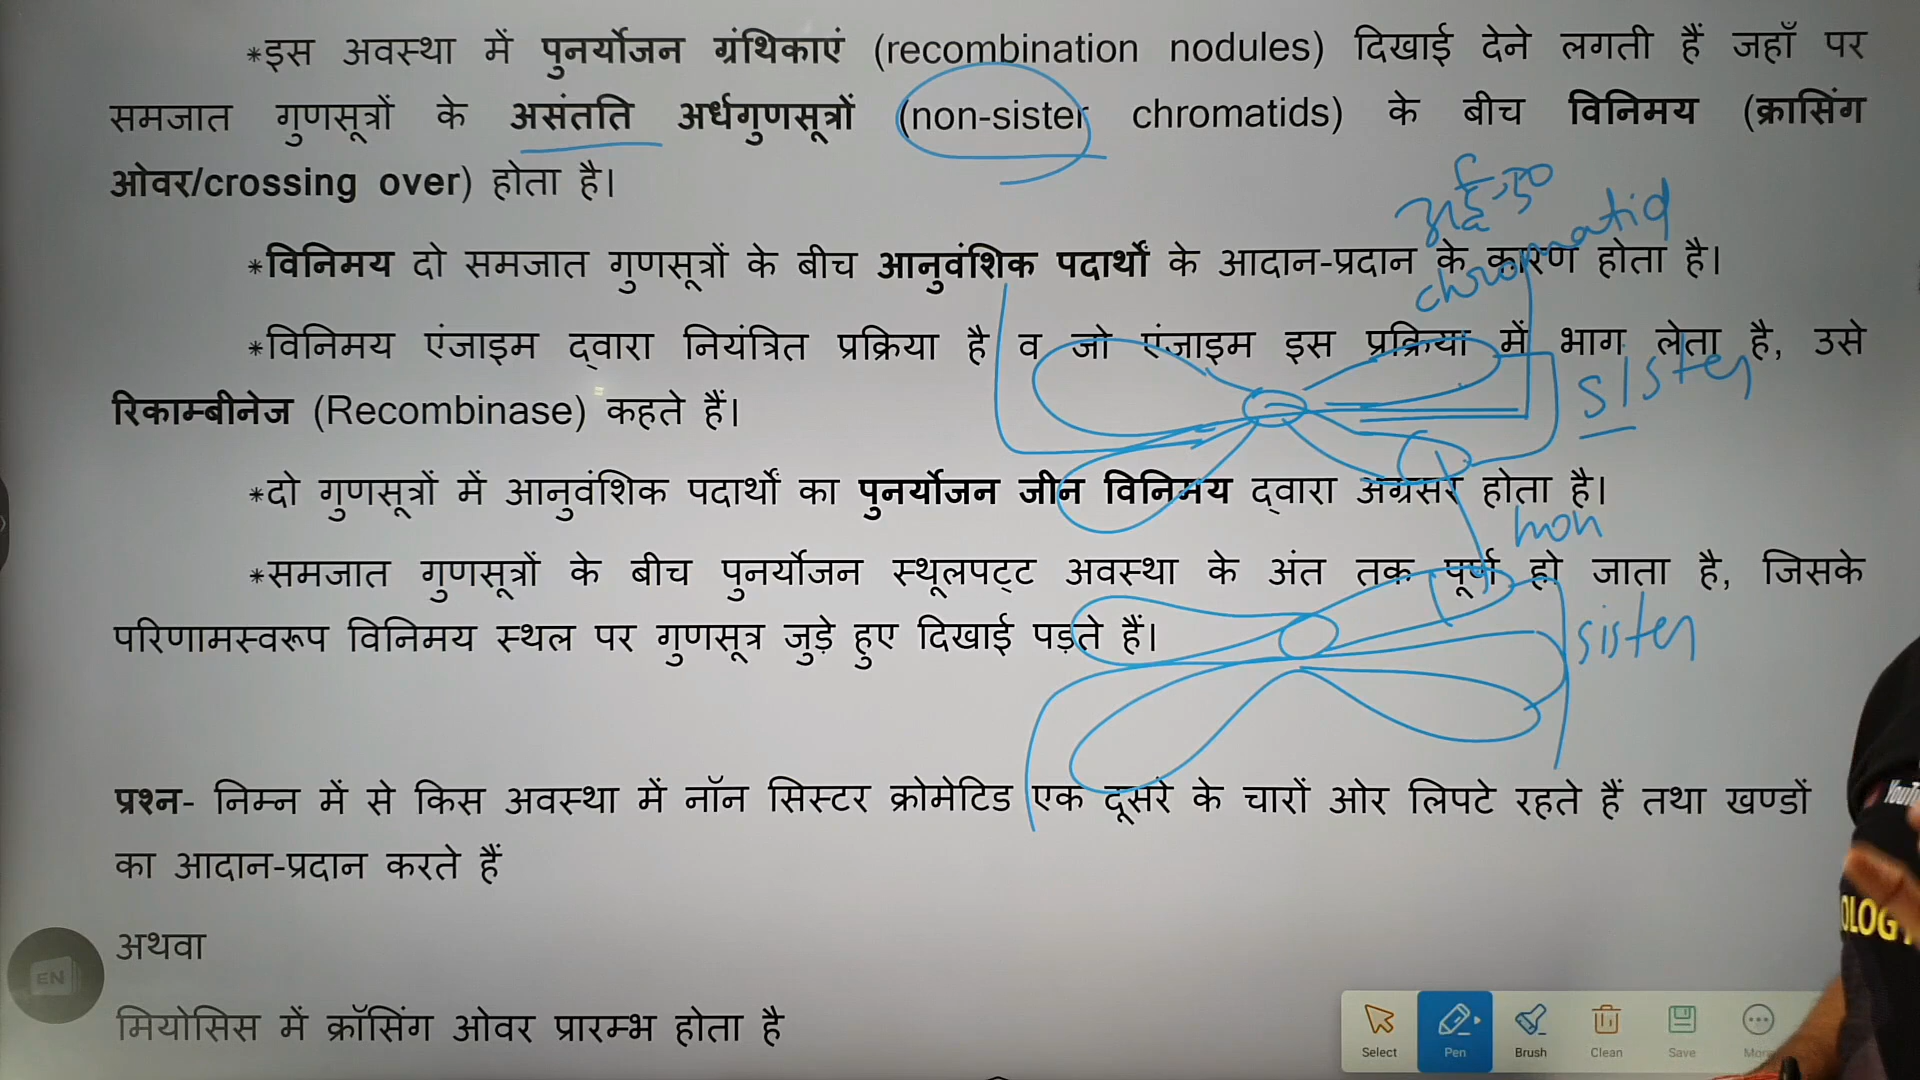 *इस अवस्था में पुनर्योजन ग्रंथिकाएं (recombination nodules) दिखाई देने लगती हैं जहाँ पर
समजात गुणसूत्रों के असंतति अर्धगुणसूत्रों (non-sister chromatids) के बीच विनिमय (क्रासिंग
ओवर/crossing over) होता है।
*विनिमय दो समजात गुणसूत्रों के बीच आनुवंशिक पदार्थों के आदान-प्रदान के कारण होता है।
chromatid
*विनिमय एंजाइम द्वारा नियंत्रित प्रक्रिया है व जो एंजाइम इस प्रक्रिया में भाग लेता है, उसे
sister
रिकाम्बीनेज (Recombinase) कहते हैं।
*दो गुणसूत्रों में आनुवंशिक पदार्थों का पुनर्योजन जीन विनिमय द्वारा अग्रसर होता है।
non
*समजात गुणसूत्रों के बीच पुनर्योजन स्थूलपट्ट अवस्था के अंत तक पूर्ण हो जाता है, जिसके
परिणामस्वरूप विनिमय स्थल पर गुणसूत्र जुड़े हुए दिखाई पड़ते हैं।
sister
प्रश्न- निम्न में से किस अवस्था में नॉन सिस्टर क्रोमेटिड एक दूसरे के चारों ओर लिपटे रहते हैं तथा खण्डों
का आदान-प्रदान करते हैं
अथवा
EN
मियोसिस में क्रॉसिंग ओवर प्रारम्भ होता है
Select Pen Brush Clean Save More